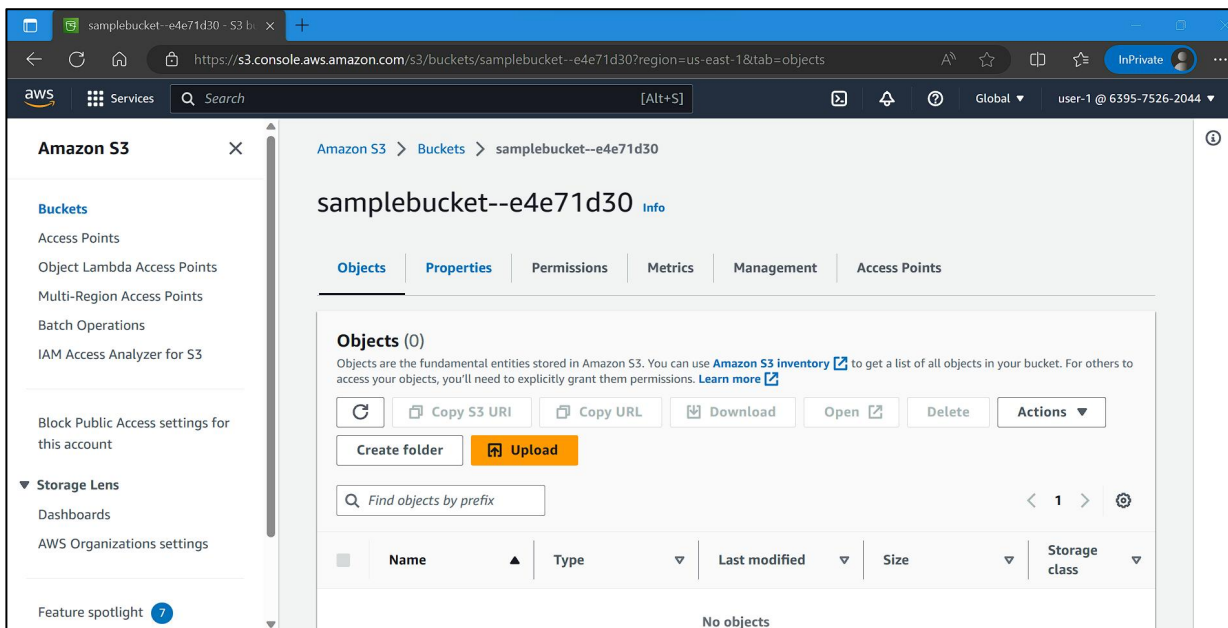 samplebucket--e4e71d30 - S3 b
https://s3.console.aws.amazon.com/s3/buckets/samplebucket--e4e71d30?region=us-east-1&tab=objects
InPrivate
aws Services Search [Alt+S] Global user-1 @ 6395-7526-2044
Amazon S3
Buckets
Access Points
Object Lambda Access Points
Multi-Region Access Points
Batch Operations
IAM Access Analyzer for S3
Block Public Access settings for
this account
Storage Lens
Dashboards
AWS Organizations settings
Feature spotlight 7
Amazon S3 > Buckets > samplebucket--e4e71d30
samplebucket--e4e71d30 Info
Objects Properties Permissions Metrics Management Access Points
Objects (0)
Objects are the fundamental entities stored in Amazon S3. You can use Amazon S3 inventory to get a list of all objects in your bucket. For others to
access your objects, you'll need to explicitly grant them permissions. Learn more
Copy S3 URI Copy URL Download Open Delete Actions
Create folder Upload
Find objects by prefix < 1 >
Name Type Last modified Size Storage
class
No objects